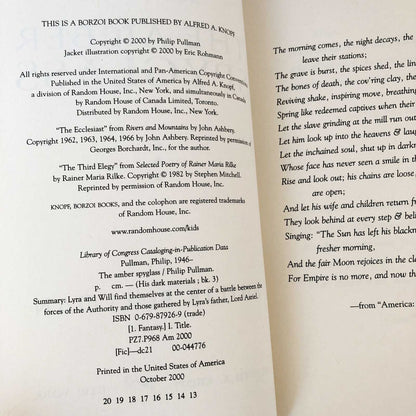 THIS IS A BORZOI BOOK PUBLISHED BY ALFRED A. KNOPF
Copyright © 2000 by Philip Pullman
Jacket illustration copyright © 2000 by Eric Rohmann
All rights reserved under International and Pan-American Copyright Conventions.
Published in the United States of America by Alfred A. Knopf,
a division of Random House, Inc., New York, and simultaneously in Canada
by Random House of Canada Limited, Toronto.
Distributed by Random House, Inc., New York.
"The Ecclesiast" from Rivers and Mountains by John Ashbery.
Copyright 1962, 1963, 1964, 1966 by John Ashbery. Reprinted by permission of
Georges Borchardt, Inc., for the author.
"The Third Elegy" from Selected Poetry of Rainer Maria Rilke
by Rainer Maria Rilke. Copyright © 1982 by Stephen Mitchell.
Reprinted by permission of Random House, Inc.
KNOPF, BORZOI BOOKS, and the colophon are registered trademarks
of Random House, Inc.
www.randomhouse.com/kids
Library of Congress Cataloging-in-Publication Data
Pullman, Philip, 1946–
The amber spyglass / Philip Pullman.
p. cm. — (His dark materials ; bk. 3)
Summary: Lyra and Will find themselves at the center of a battle between the
forces of the Authority and those gathered by Lyra's father, Lord Asriel.
ISBN 0-679-87926-9 (trade)
[1. Fantasy.] I. Title.
PZ7.P968 Am 2000
[Fic]—dc21 00-044776
Printed in the United States of America
October 2000
20 19 18 17 16 15 14 13
The morning comes, the night decays, the
leave their stations;
The grave is burst, the spices shed, the linen
The bones of death, the cov'ring clay, the
Reviving shake, inspiring move, breathing
Spring like redeemed captives when their
Let the slave grinding at the mill run out
Let him look up into the heavens & laugh
Let the inchained soul, shut up in darkness
Whose face has never seen a smile in
Rise and look out; his chains are loose
are open;
And let his wife and children return
They look behind at every step & believe
Singing: "The Sun has left his blackness
fresher morning,
And the fair Moon rejoices in the clear
For Empire is no more, and now the
—from "America: